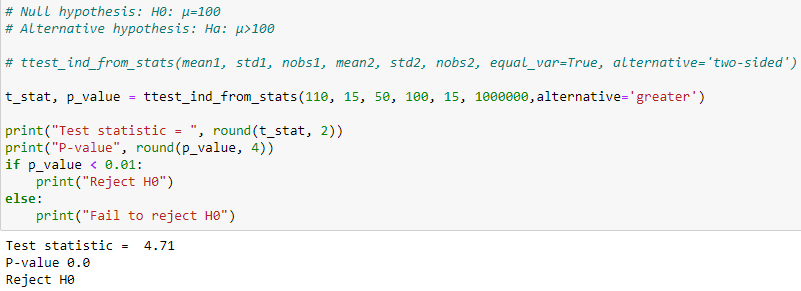 # Null hypothesis: H0: μ=100
# Alternative hypothesis: Ha: μ>100
# ttest_ind_from_stats(mean1, std1, nobs1, mean2, std2, nobs2, equal_var=True, alternative='two-sided')
t_stat, p_value = ttest_ind_from_stats(110, 15, 50, 100, 15, 1000000,alternative='greater')
print("Test statistic = ", round(t_stat, 2))
print("P-value", round(p_value, 4))
if p_value < 0.01:
    print("Reject H0")
else:
    print("Fail to reject H0")
Test statistic =  4.71
P-value 0.0
Reject H0